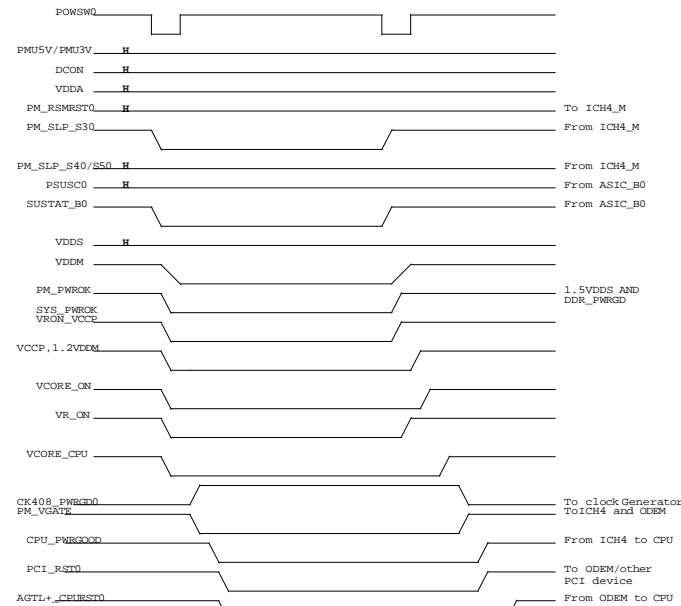 POWSW0
PMU5V/PMU3V H
DCON H
VDDA H
PM_RSMRST0 H To ICH4_M
PM_SLP_S30 From ICH4_M
PM_SLP_S40/S50 H From ICH4_M
PSUSC0 H From ASIC_B0
SUSTAT_B0 From ASIC_B0
VDDS H
VDDM
PM_PWROK 1.5VDDS AND
DDR_PWRGD
SYS_PWROK
VRON_VCCP
VCCP,1.2VDDM
VCORE_ON
VR_ON
VCORE_CPU
CK408_PWRGD0 To clock Generator
PM_VGATE ToICH4 and ODEM
CPU_PWRGOOD From ICH4 to CPU
PCI_RST0 To ODEM/other
PCI device
AGTL+_CPURST0 From ODEM to CPU